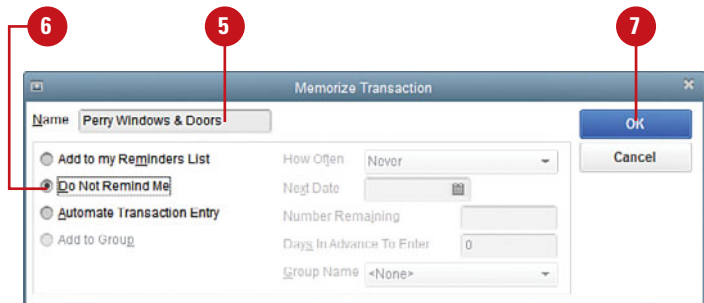 6 5 7
Memorize Transaction
Name Perry Windows & Doors OK
Cancel
Add to my Reminders List How Often Never
Do Not Remind Me Next Date
Automate Transaction Entry Number Remaining
Add to Group Days In Advance To Enter 0
Group Name <None>